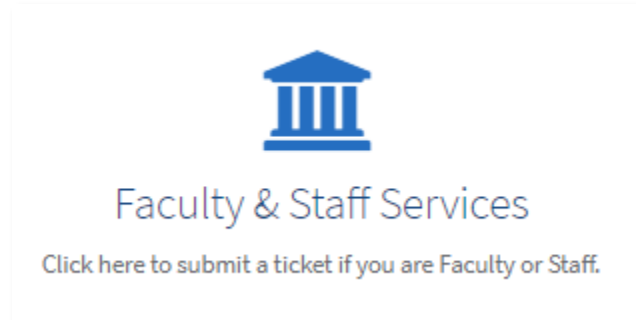 Faculty & Staff Services
Click here to submit a ticket if you are Faculty or Staff.